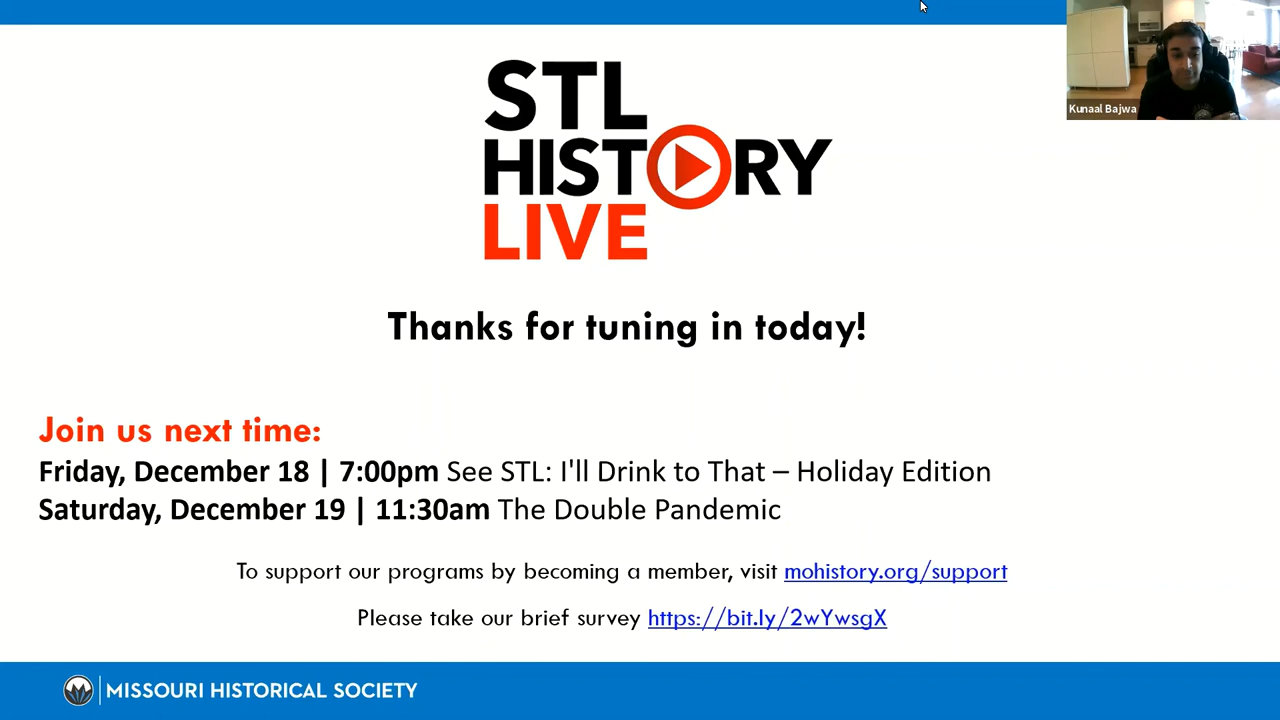 Kunaal Bajwa
STL
HISTORY
LIVE
Thanks for tuning in today!
Join us next time:
Friday, December 18 | 7:00pm See STL: I'll Drink to That – Holiday Edition
Saturday, December 19 | 11:30am The Double Pandemic
To support our programs by becoming a member, visit mohistory.org/support
Please take our brief survey https://bit.ly/2wYwsgX
MISSOURI HISTORICAL SOCIETY